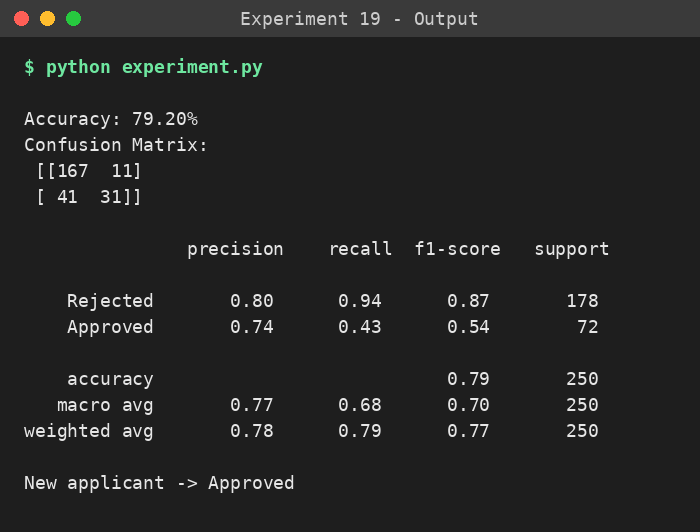 Experiment 19 - Output
$ python experiment.py
Accuracy: 79.20%
Confusion Matrix:
[[167  11]
[ 41  31]]
precision    recall  f1-score   support
Rejected       0.80      0.94      0.87       178
Approved       0.74      0.43      0.54        72
accuracy                           0.79       250
macro avg       0.77      0.68      0.70       250
weighted avg       0.78      0.79      0.77       250
New applicant -> Approved